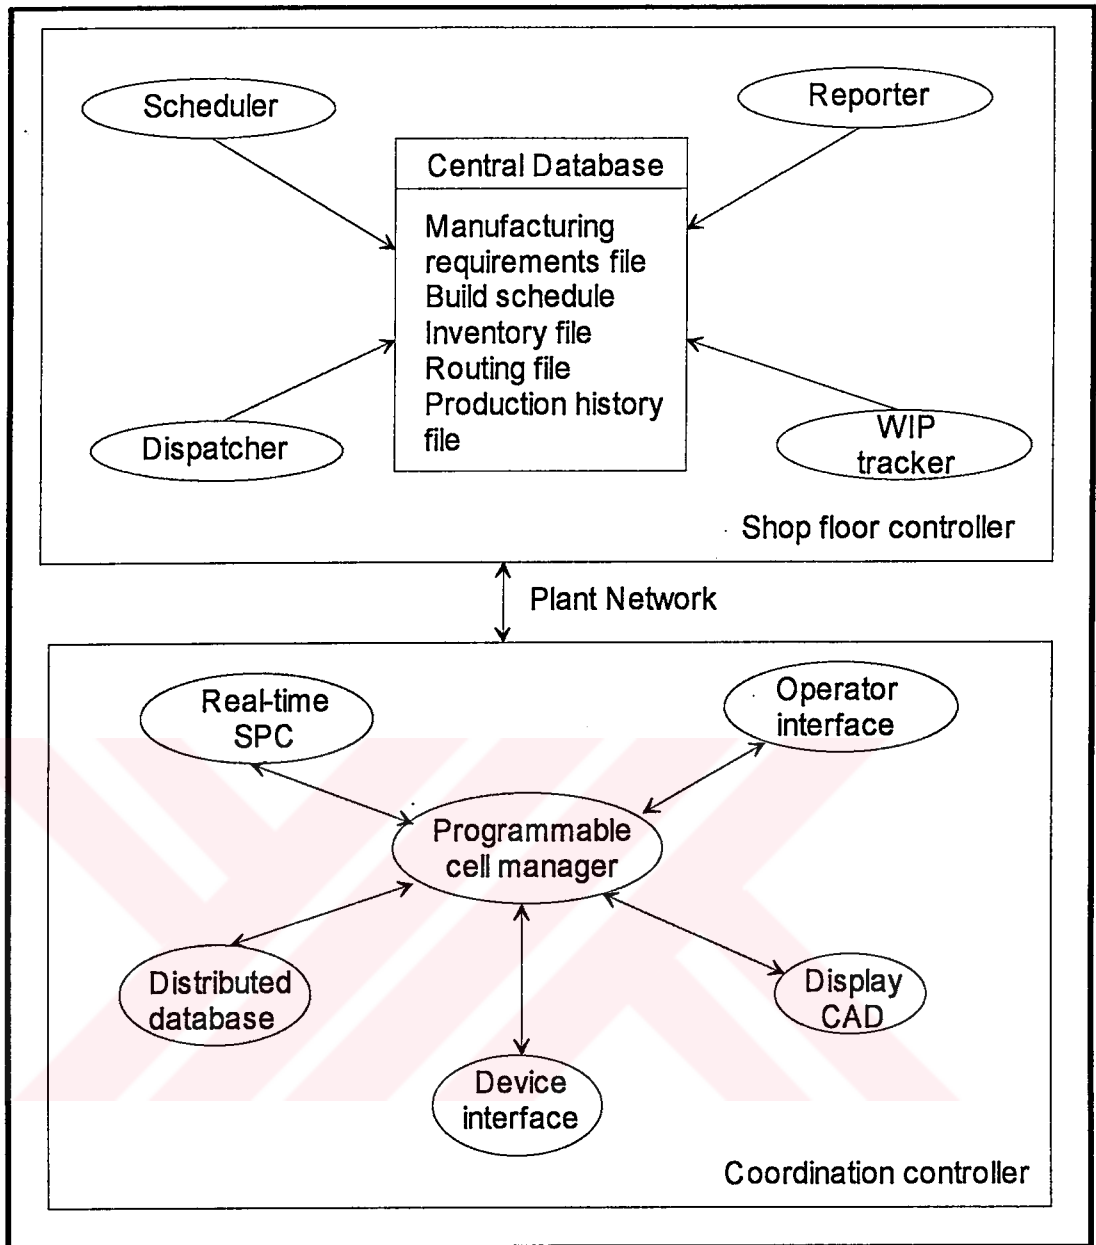 Scheduler
Reporter
Central Database
Manufacturing
requirements file
Build schedule
Inventory file
Routing file
Production history
file
Dispatcher
WIP
tracker
Shop floor controller
Plant Network
Real-time
SPC
Operator
interface
Programmable
cell manager
Distributed
database
Display
CAD
Device
interface
Coordination controller